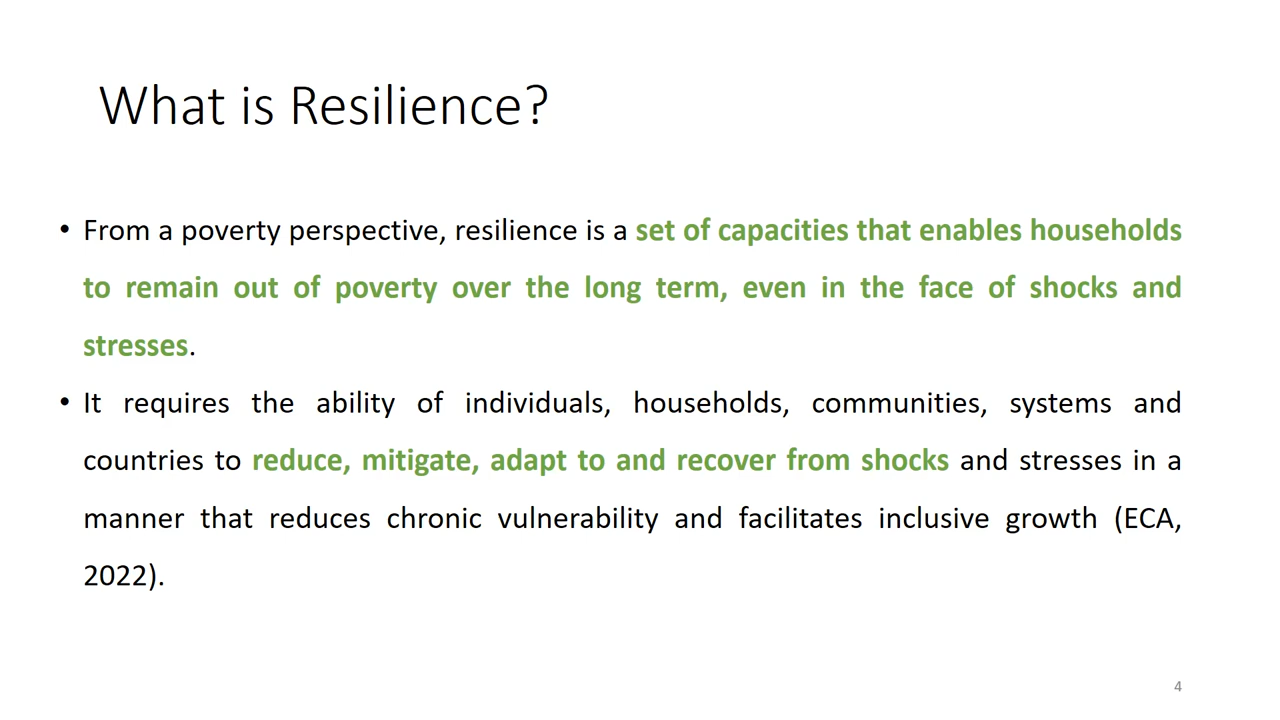 What is Resilience?
• From a poverty perspective, resilience is a set of capacities that enables households
to remain out of poverty over the long term, even in the face of shocks and
stresses.
• It requires the ability of individuals, households, communities, systems and
countries to reduce, mitigate, adapt to and recover from shocks and stresses in a
manner that reduces chronic vulnerability and facilitates inclusive growth (ECA,
2022).
4